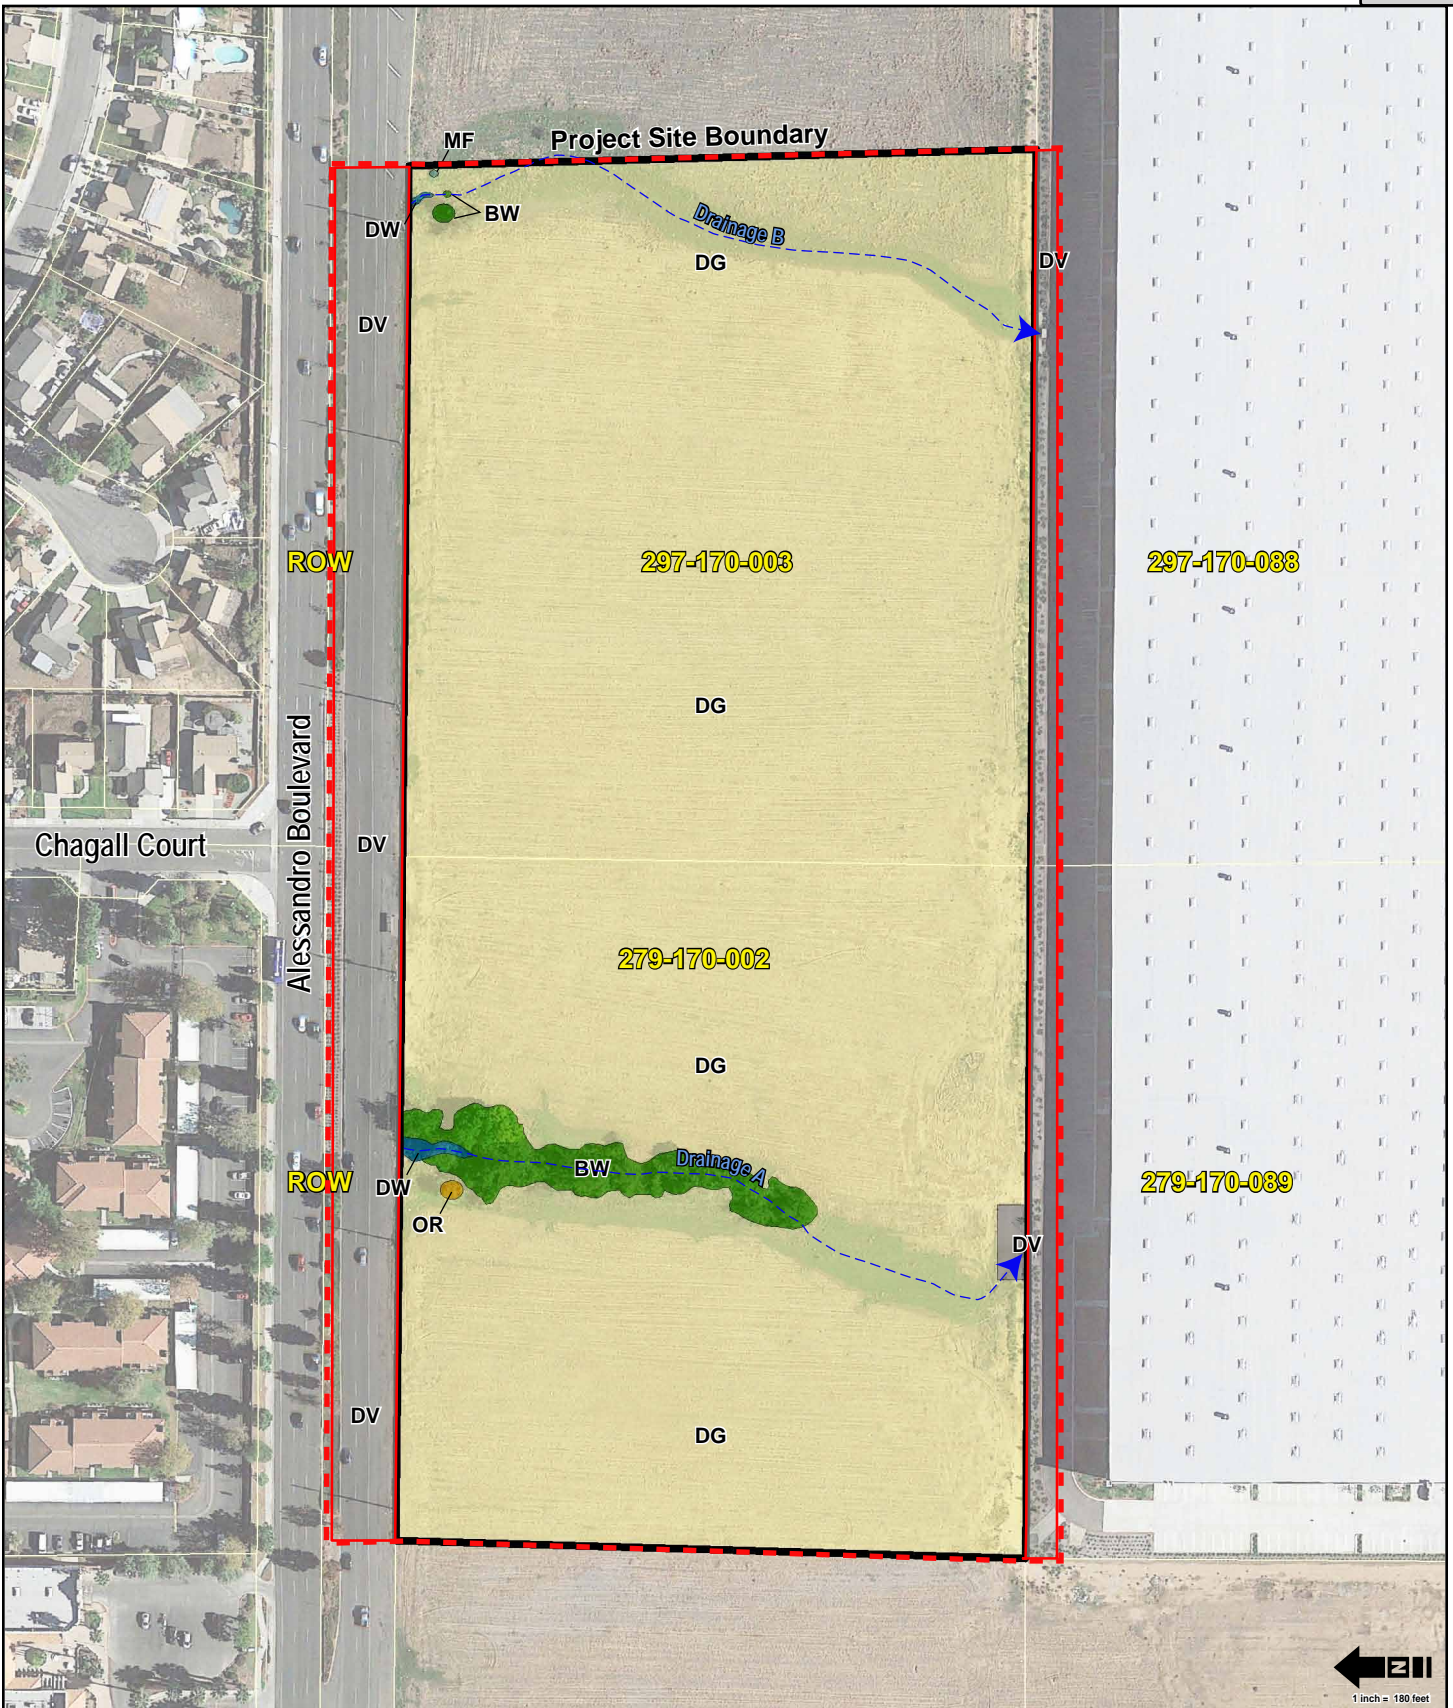 MF
Project Site Boundary
BW
DW
Drainage B
DG
DV
DV
ROW
297-170-003
297-170-088
DG
Alessandro Boulevard
Chagall Court
DV
279-170-002
DG
BW
Drainage A
ROW
DW
279-170-089
OR
DV
DV
DG
N
1 inch = 180 feet